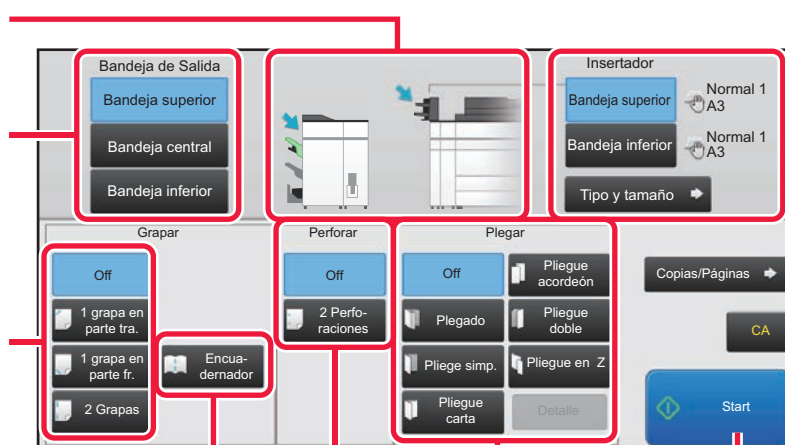 Bandeja de Salida
Bandeja superior
Bandeja central
Bandeja inferior
Insertador
Bandeja superior
Normal 1
A3
Bandeja inferior
Normal 1
A3
Tipo y tamaño
Grapar
Off
1 grapa en
parte tra.
1 grapa en
parte fr.
2 Grapas
Encua-
dernador
Perforar
Off
2 Perfo-
raciones
Plegar
Off
Pliegue
acordeón
Plegado
Pliegue
doble
Pliege simp.
Pliegue en Z
Pliegue
carta
Detalle
Copias/Páginas
CA
Start